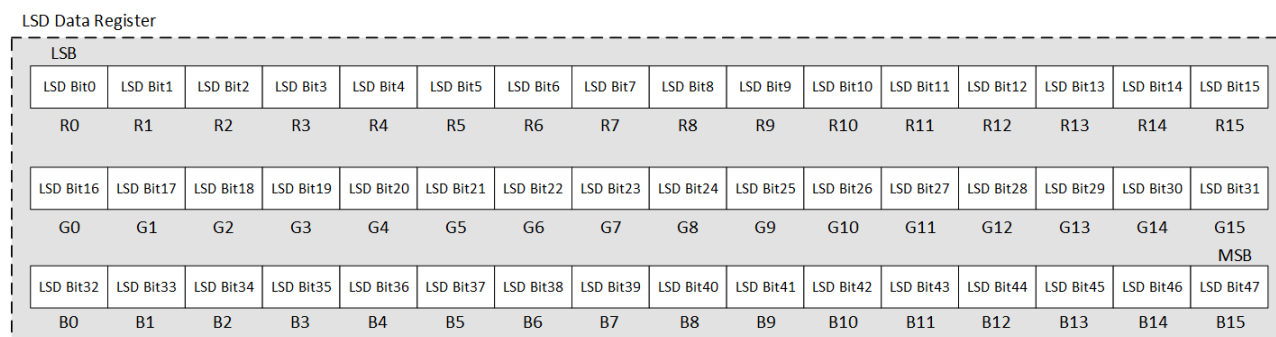 LSD Data Register
LSB
LSD Bit0 LSD Bit1 LSD Bit2 LSD Bit3 LSD Bit4 LSD Bit5 LSD Bit6 LSD Bit7 LSD Bit8 LSD Bit9 LSD Bit10 LSD Bit11 LSD Bit12 LSD Bit13 LSD Bit14 LSD Bit15
R0 R1 R2 R3 R4 R5 R6 R7 R8 R9 R10 R11 R12 R13 R14 R15
LSD Bit16 LSD Bit17 LSD Bit18 LSD Bit19 LSD Bit20 LSD Bit21 LSD Bit22 LSD Bit23 LSD Bit24 LSD Bit25 LSD Bit26 LSD Bit27 LSD Bit28 LSD Bit29 LSD Bit30 LSD Bit31
G0 G1 G2 G3 G4 G5 G6 G7 G8 G9 G10 G11 G12 G13 G14 G15
MSB
LSD Bit32 LSD Bit33 LSD Bit34 LSD Bit35 LSD Bit36 LSD Bit37 LSD Bit38 LSD Bit39 LSD Bit40 LSD Bit41 LSD Bit42 LSD Bit43 LSD Bit44 LSD Bit45 LSD Bit46 LSD Bit47
B0 B1 B2 B3 B4 B5 B6 B7 B8 B9 B10 B11 B12 B13 B14 B15